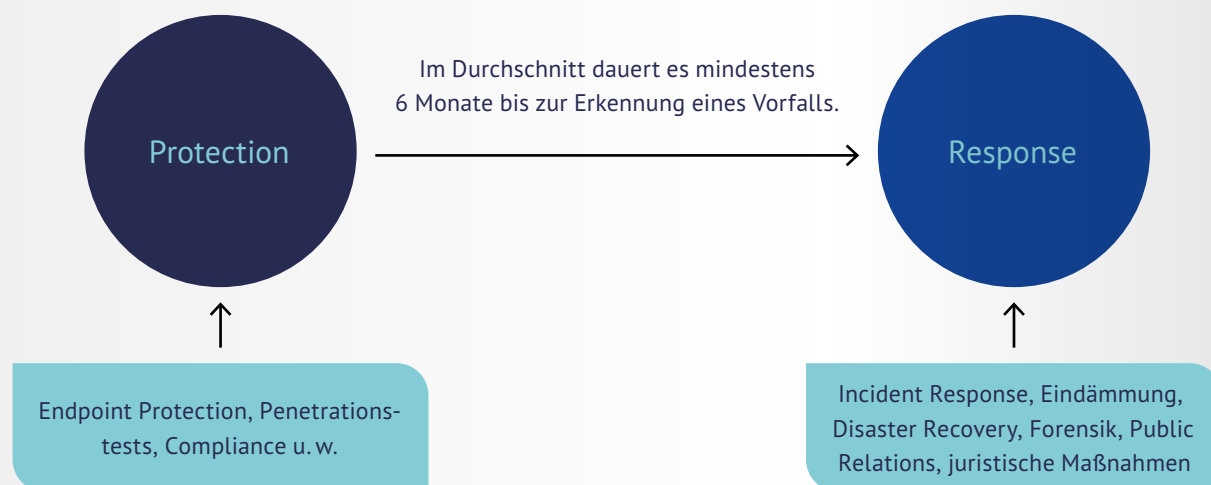 Im Durchschnitt dauert es mindestens
6 Monate bis zur Erkennung eines Vorfalls.
Protection
Response
Endpoint Protection, Penetrations-
tests, Compliance u. w.
Incident Response, Eindämmung,
Disaster Recovery, Forensik, Public
Relations, juristische Maßnahmen